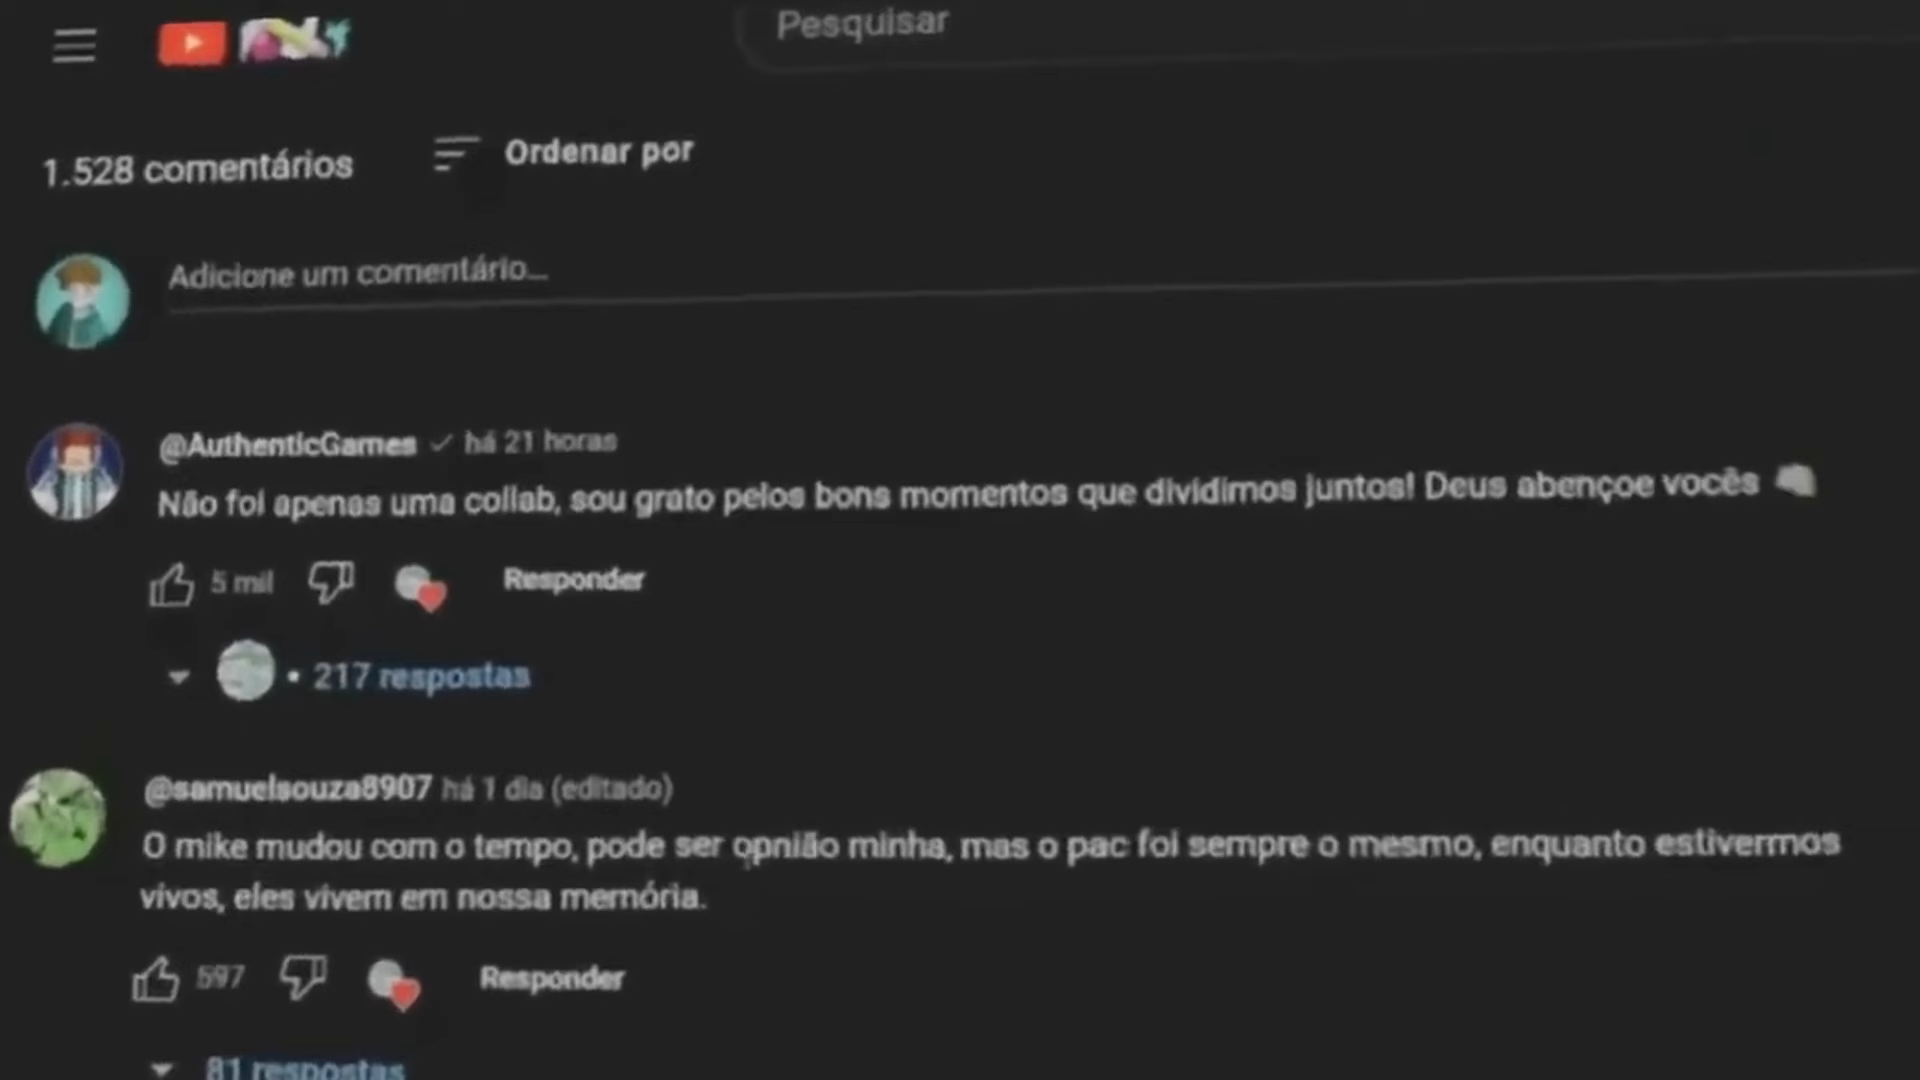 Pesquisar
1.528 comentários
Ordenar por
Adicione um comentário...
@AuthenticGames há 21 horas
Não foi apenas uma collab, sou grato pelos bons momentos que dividimos juntos! Deus abençoe vocês
5 mil
Responder
217 respostas
@samuelsouza8907 há 1 dia (editado)
O mike mudou com o tempo, pode ser opnião minha, mas o pac foi sempre o mesmo, enquanto estivermos
vivos, eles vivem em nossa memória.
597
Responder
81 respostas